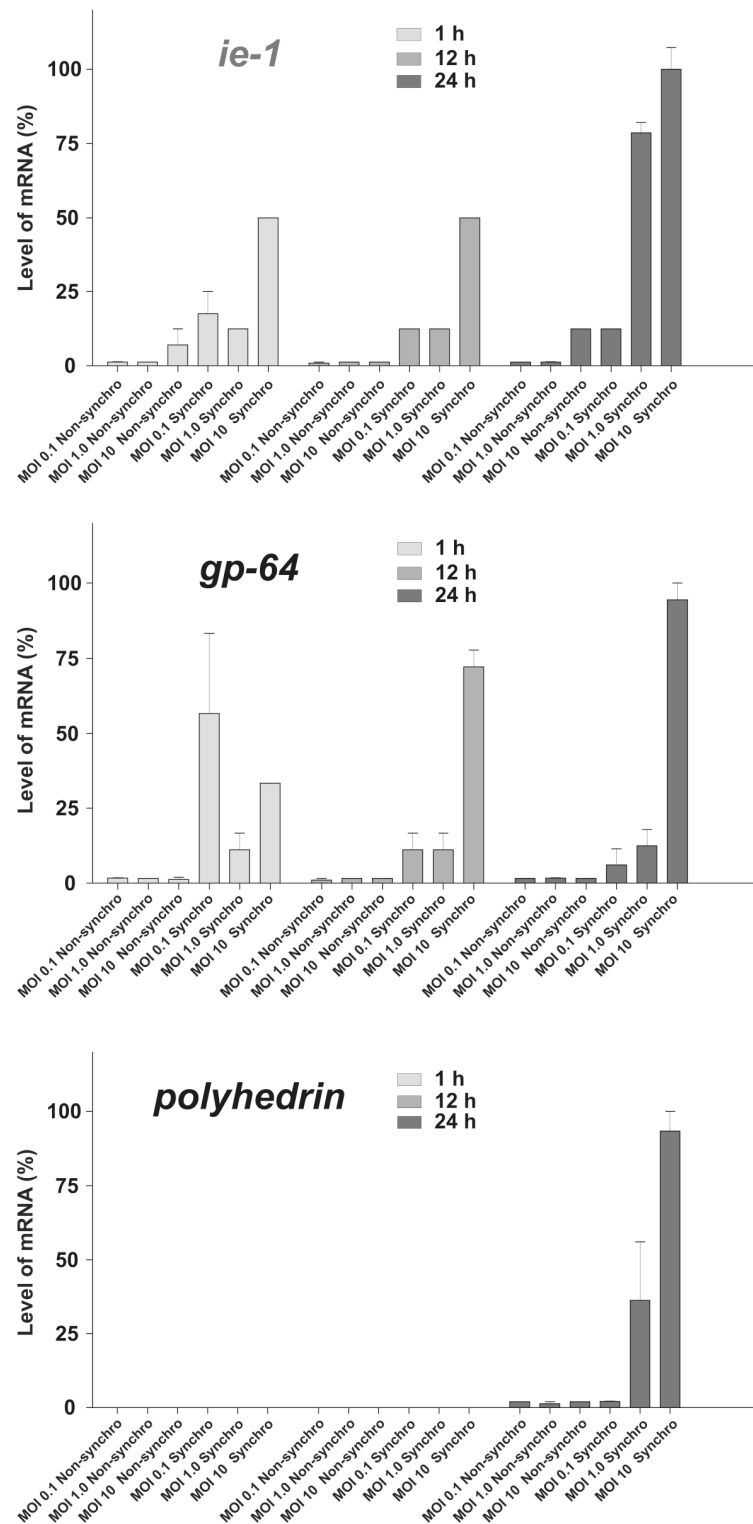 ie-1
1 h
12 h
24 h
Level of mRNA (%)
100
75
50
25
0
MOI 0.1 Non-synchro
MOI 1.0 Non-synchro
MOI 10 Non-synchro
MOI 0.1 Synchro
MOI 1.0 Synchro
MOI 10 Synchro
MOI 0.1 Non-synchro
MOI 1.0 Non-synchro
MOI 10 Non-synchro
MOI 0.1 Synchro
MOI 1.0 Synchro
MOI 10 Synchro
MOI 0.1 Non-synchro
MOI 1.0 Non-synchro
MOI 10 Non-synchro
MOI 0.1 Synchro
MOI 1.0 Synchro
MOI 10 Synchro
gp-64
1 h
12 h
24 h
Level of mRNA (%)
100
75
50
25
0
MOI 0.1 Non-synchro
MOI 1.0 Non-synchro
MOI 10 Non-synchro
MOI 0.1 Synchro
MOI 1.0 Synchro
MOI 10 Synchro
MOI 0.1 Non-synchro
MOI 1.0 Non-synchro
MOI 10 Non-synchro
MOI 0.1 Synchro
MOI 1.0 Synchro
MOI 10 Synchro
MOI 0.1 Non-synchro
MOI 1.0 Non-synchro
MOI 10 Non-synchro
MOI 0.1 Synchro
MOI 1.0 Synchro
MOI 10 Synchro
polyhedrin
1 h
12 h
24 h
Level of mRNA (%)
100
75
50
25
0
MOI 0.1 Non-synchro
MOI 1.0 Non-synchro
MOI 10 Non-synchro
MOI 0.1 Synchro
MOI 1.0 Synchro
MOI 10 Synchro
MOI 0.1 Non-synchro
MOI 1.0 Non-synchro
MOI 10 Non-synchro
MOI 0.1 Synchro
MOI 1.0 Synchro
MOI 10 Synchro
MOI 0.1 Non-synchro
MOI 1.0 Non-synchro
MOI 10 Non-synchro
MOI 0.1 Synchro
MOI 1.0 Synchro
MOI 10 Synchro